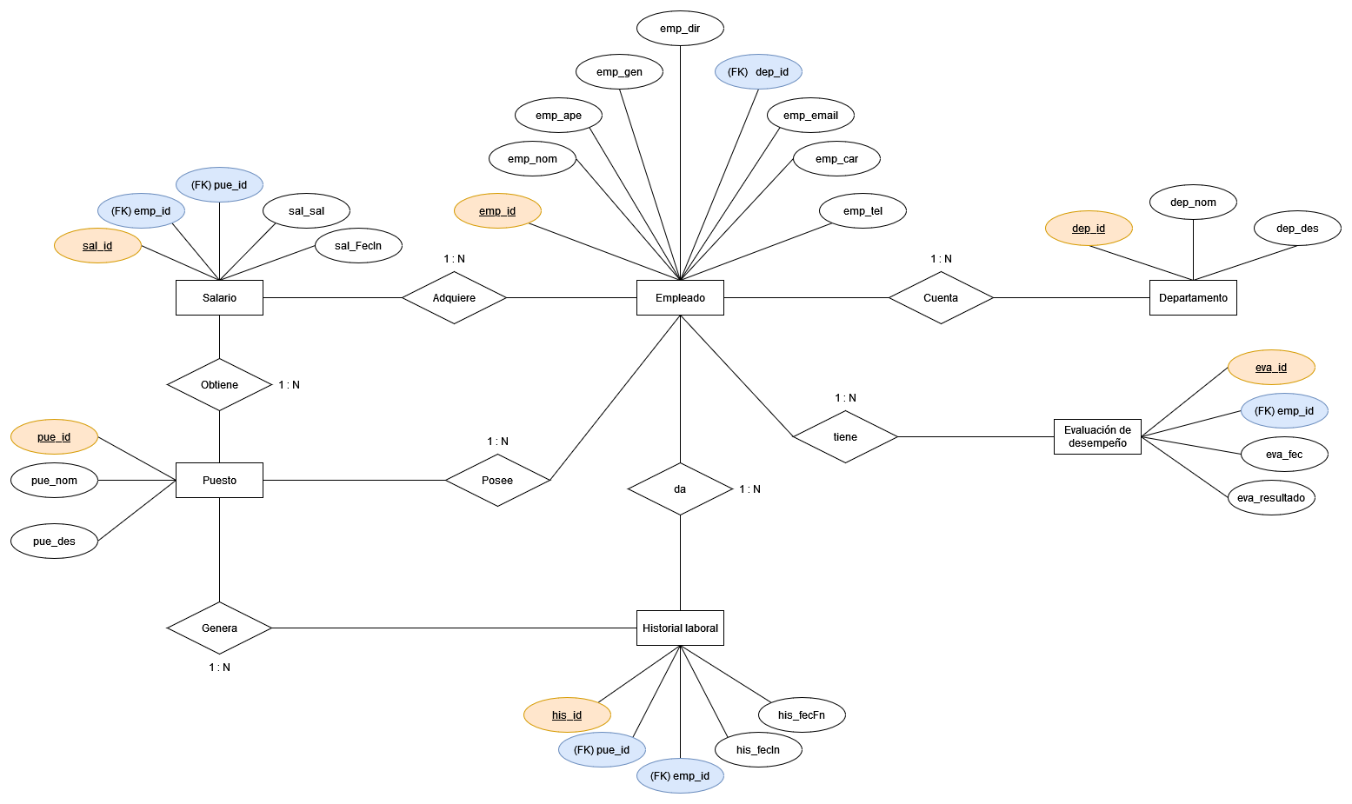 emp_dir
emp_gen
(FK) dep_id
emp_ape
emp_email
emp_nom
emp_car
(FK) pue_id
emp_id
emp_tel
(FK) emp_id
sal_sal
sal_id
sal_FecIn
dep_nom
dep_id
dep_des
1 : N
1 : N
Salario
Adquiere
Empleado
Cuenta
Departamento
Obtiene
1 : N
eva_id
1 : N
(FK) emp_id
pue_id
tiene
Evaluación de
desempeño
1 : N
eva_fec
pue_nom
Puesto
Posee
da
1 : N
eva_resultado
pue_des
Genera
Historial laboral
1 : N
his_id
his_fecFn
(FK) pue_id
his_fecIn
(FK) emp_id